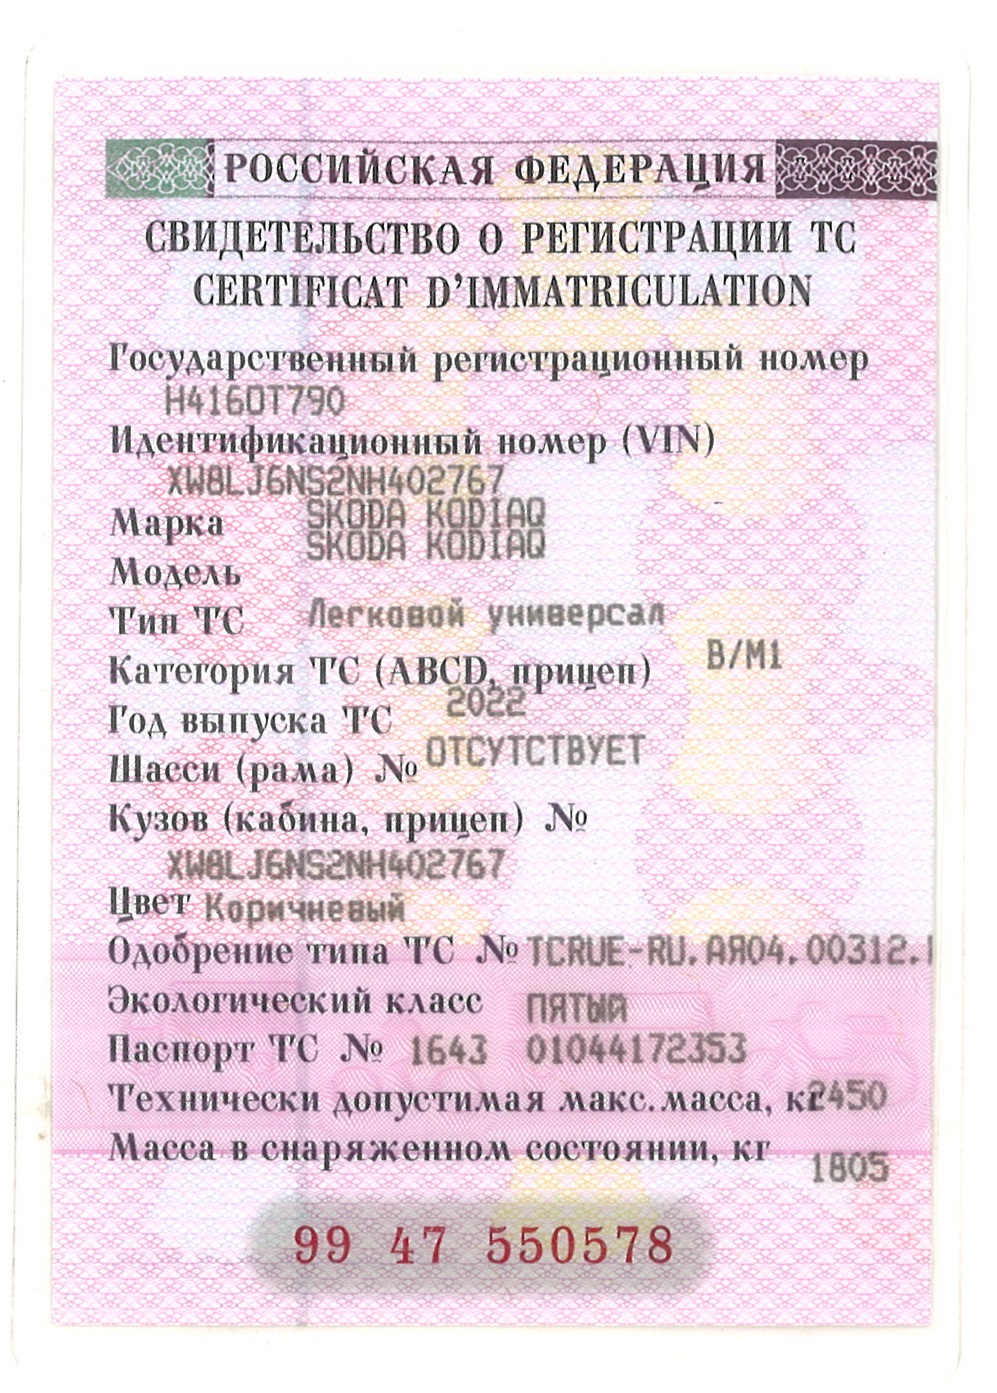 РОССИЙСКАЯ ФЕДЕРАЦИЯ
СВИДЕТЕЛЬСТВО О РЕГИСТРАЦИИ ТС
CERTIFICAT D'IMMATRICULATION
Государственный регистрационный номер
Н416ОТ790
Идентификационный номер (VIN)
XW8LJ6NS2NH402767
Марка SKODA KODIAQ
SKODA KODIAQ
Модель
Тип ТС Легковой универсал
Категория ТС (ABCD, прицеп) B/M1
Год выпуска ТС 2022
Шасси (рама) № ОТСУТСТВУЕТ
Кузов (кабина, прицеп) №
XW8LJ6NS2NH402767
Цвет Коричневый
Одобрение типа ТС № TCRUE-RU.АЯ04.00312.
Экологический класс ПЯТЫЙ
Паспорт ТС № 1643 01044172353
Технически допустимая макс.масса, кг 2450
Масса в снаряженном состоянии, кг 1805
99 47 550578